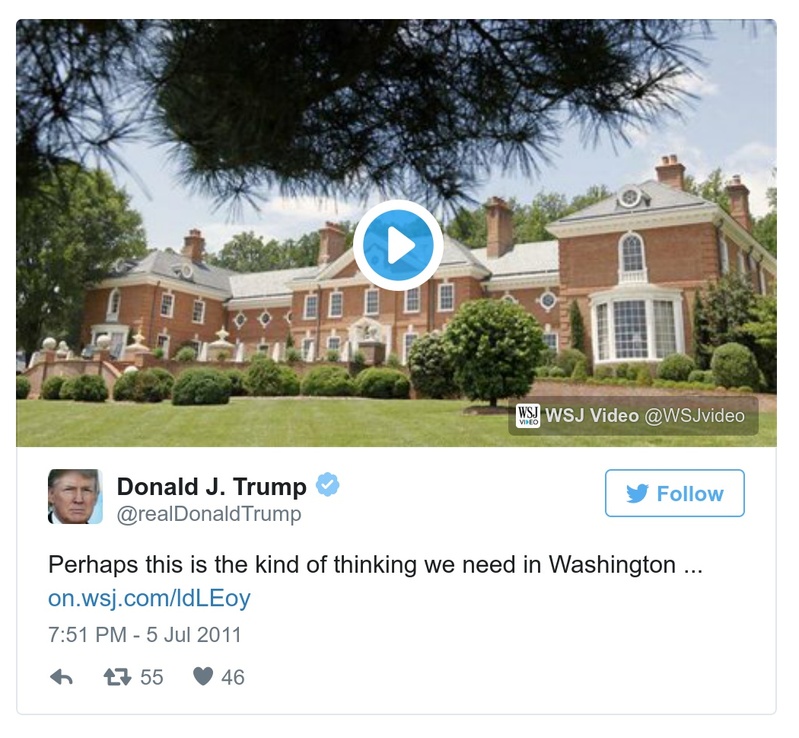 WSJ
VIDEO
WSJ Video @WSJvideo
Donald J. Trump
@realDonaldTrump
Follow
Perhaps this is the kind of thinking we need in Washington ...
on.wsj.com/ldLEoy
7:51 PM - 5 Jul 2011
55 46